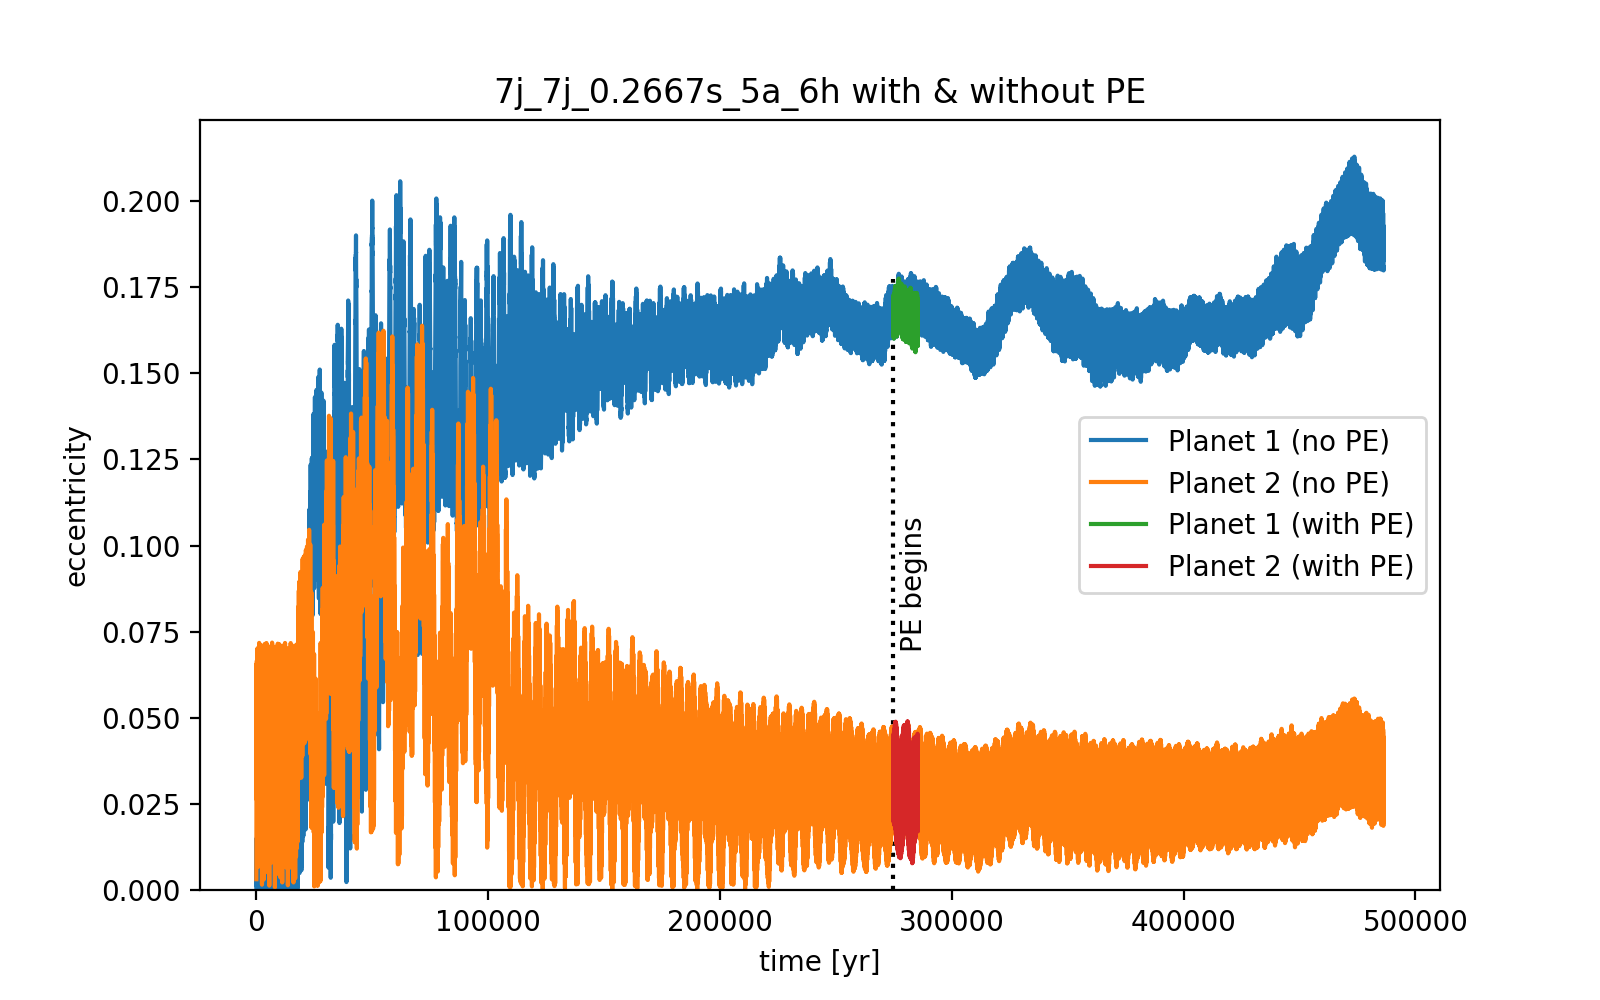 7j_7j_0.2667s_5a_6h with & without PE
eccentricity
0.200
0.175
0.150
0.125
0.100
0.075
0.050
0.025
0.000
PE begins
Planet 1 (no PE)
Planet 2 (no PE)
Planet 1 (with PE)
Planet 2 (with PE)
0
100000
200000
300000
400000
500000
time [yr]